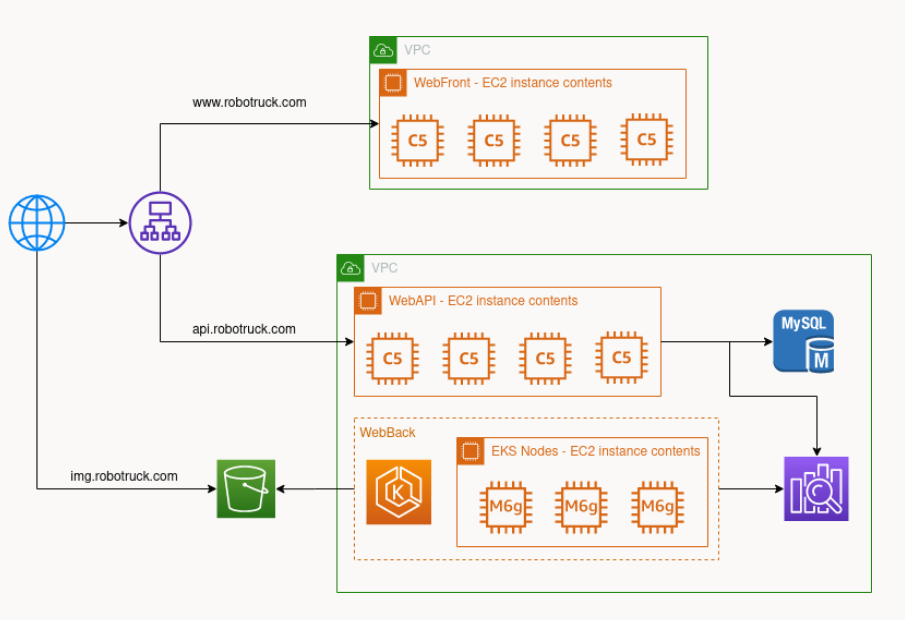 VPC
WebFront - EC2 instance contents
www.robotruck.com
C5 C5 C5 C5
VPC
WebAPI - EC2 instance contents
api.robotruck.com
C5 C5 C5 C5
MySQL
M
WebBack
EKS Nodes - EC2 instance contents
img.robotruck.com
K
M6g M6g M6g